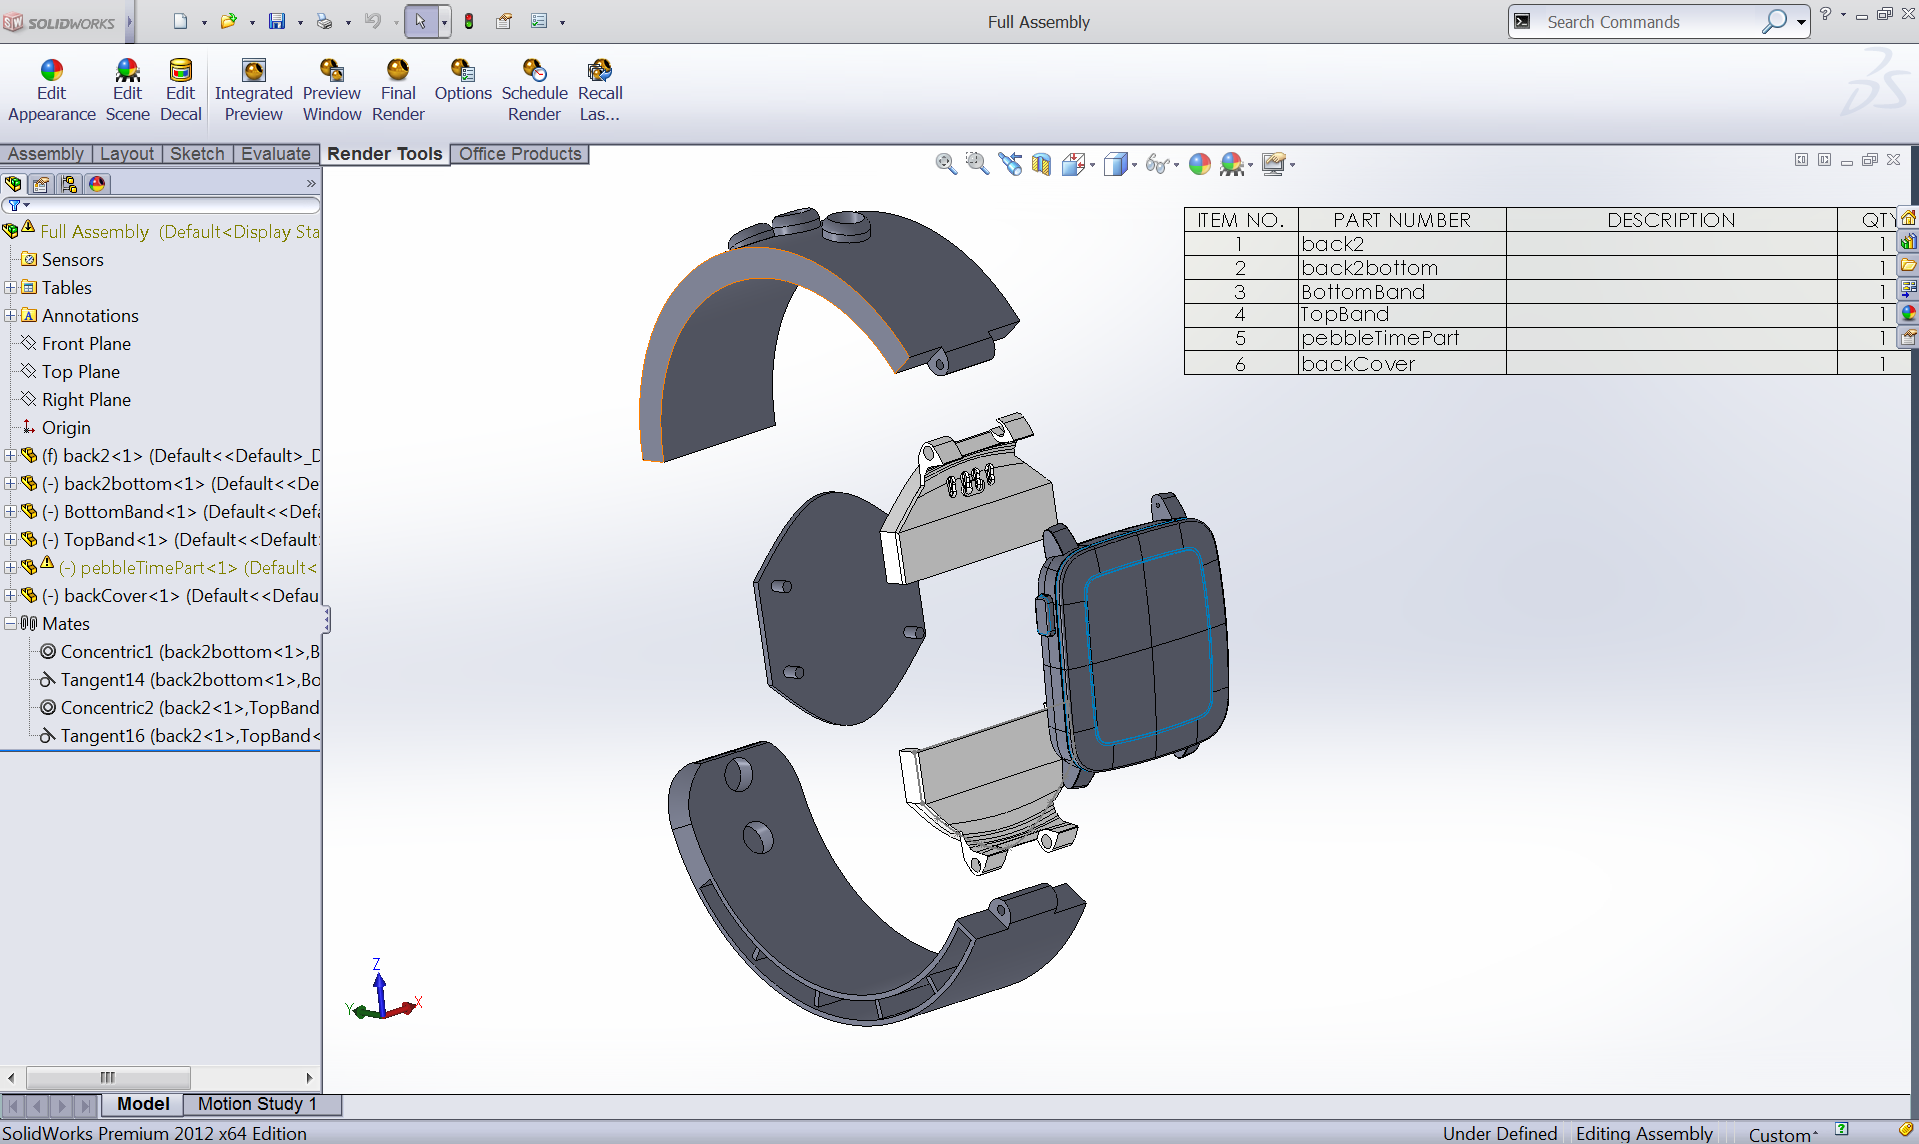 SOLIDWORKS
Full Assembly
Search Commands
?
Edit Appearance
Edit Scene
Edit Decal
Integrated Preview
Preview Window
Final Render
Options
Schedule Render
Recall Las...
Assembly
Layout
Sketch
Evaluate
Render Tools
Office Products
»
Full Assembly (Default<Display Sta
Sensors
Tables
Annotations
Front Plane
Top Plane
Right Plane
Origin
(f) back2<1> (Default<<Default>_D
(-) back2bottom<1> (Default<<De
(-) BottomBand<1> (Default<<Defa
(-) TopBand<1> (Default<<Default
(-) pebbleTimePart<1> (Default<
(-) backCover<1> (Default<<Defau
Mates
Concentric1 (back2bottom<1>,B
Tangent14 (back2bottom<1>,Bo
Concentric2 (back2<1>,TopBand
Tangent16 (back2<1>,TopBand<
ITEM NO. PART NUMBER DESCRIPTION QTY
1 back2 1
2 back2bottom 1
3 BottomBand 1
4 TopBand 1
5 pebbleTimePart 1
6 backCover 1
Z
Y
X
Model
Motion Study 1
SolidWorks Premium 2012 x64 Edition
Under Defined
Editing Assembly
Custom
?